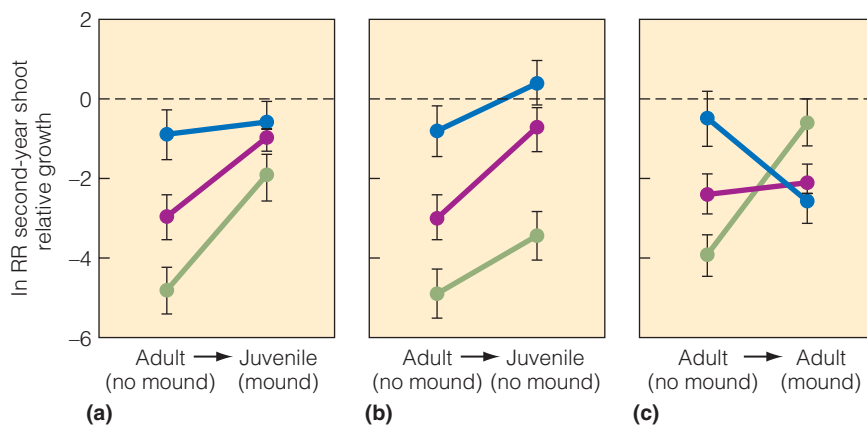 ln RR second-year shoot
relative growth
2
0
−2
−4
−6
Adult → Juvenile
(no mound) (mound)
(a)
Adult → Juvenile
(no mound) (no mound)
(b)
Adult → Adult
(no mound) (mound)
(c)